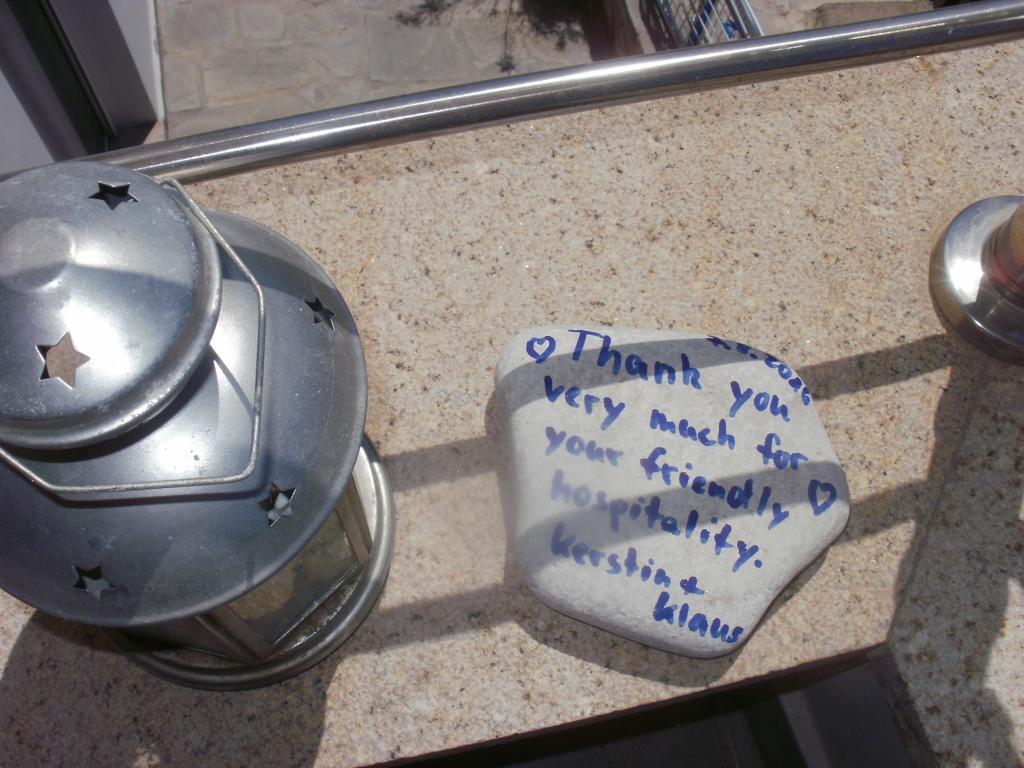 ♡ Thank you
very much for
your friendly ♡
hospitality.
Kerstin &
Klaus